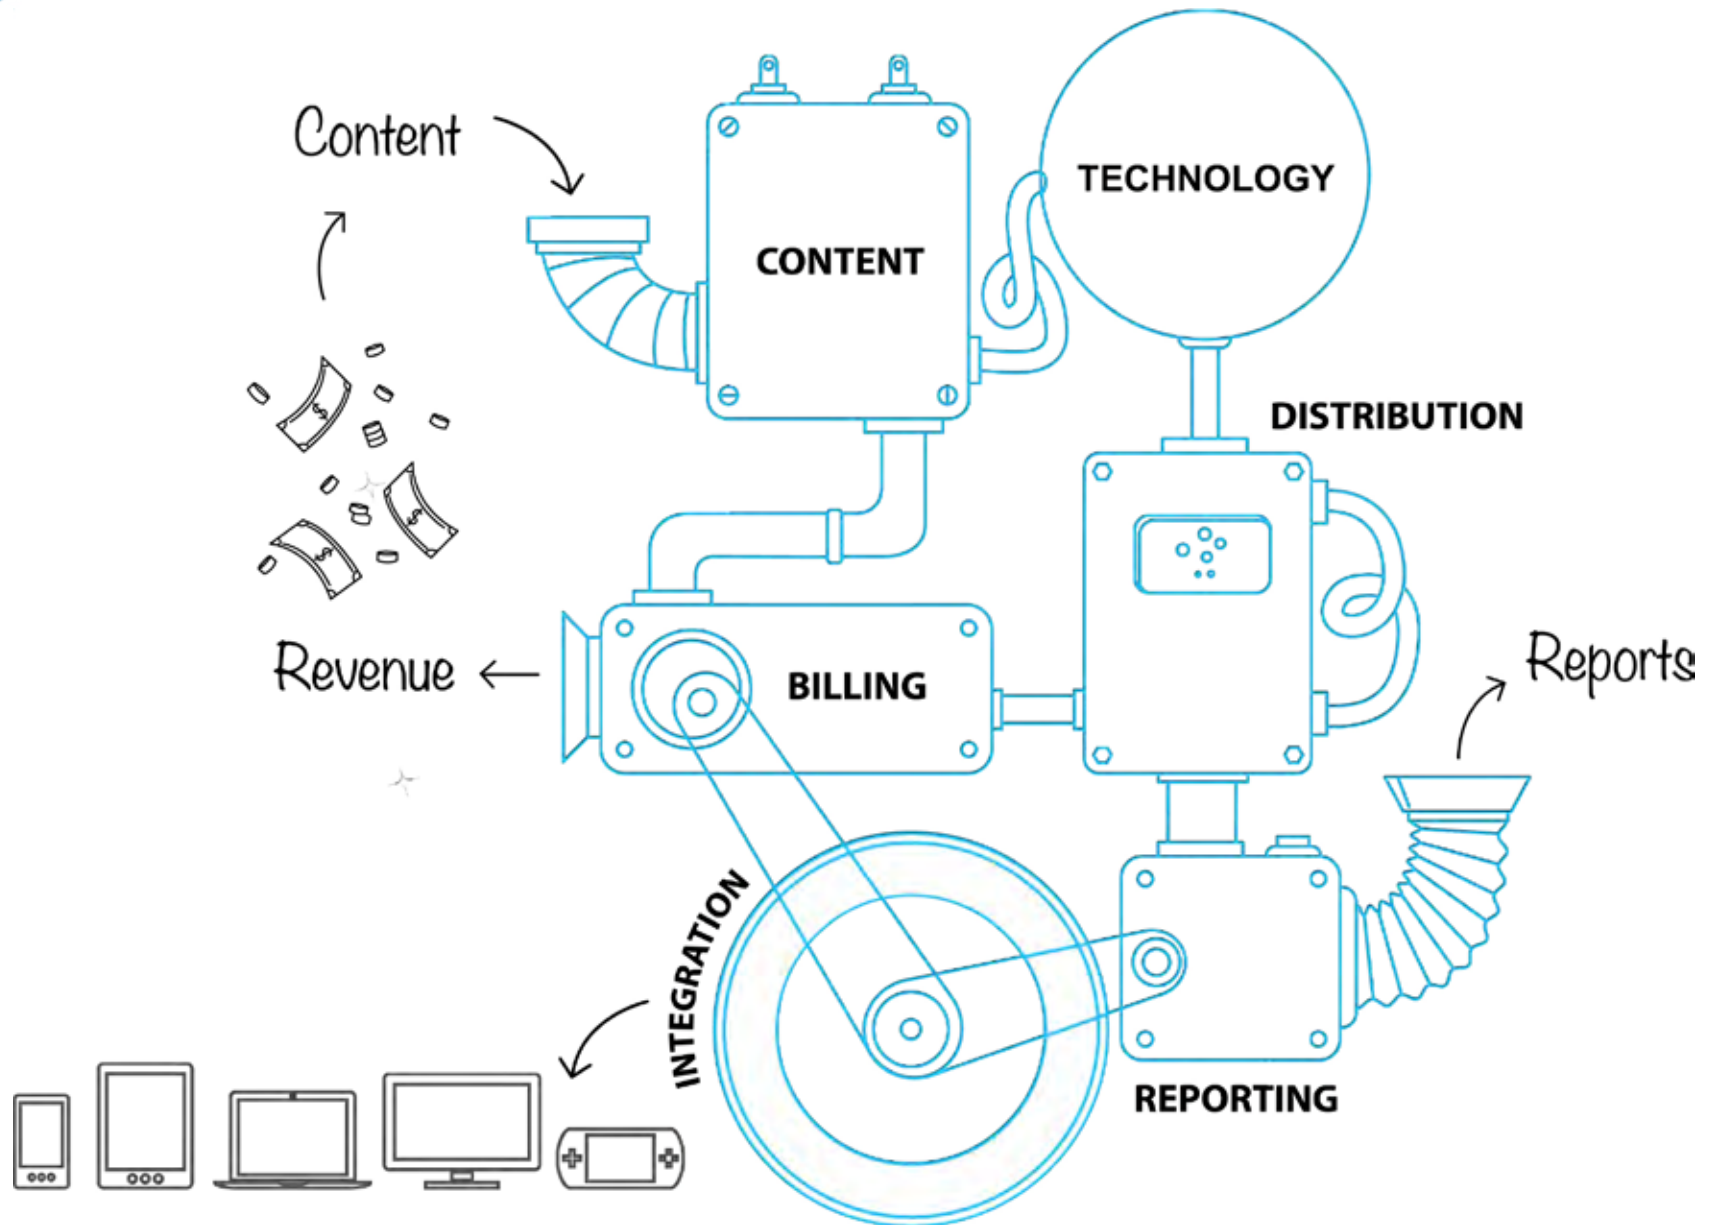 Content
TECHNOLOGY
CONTENT
DISTRIBUTION
$
$
$
Revenue
BILLING
Reports
INTEGRATION
REPORTING